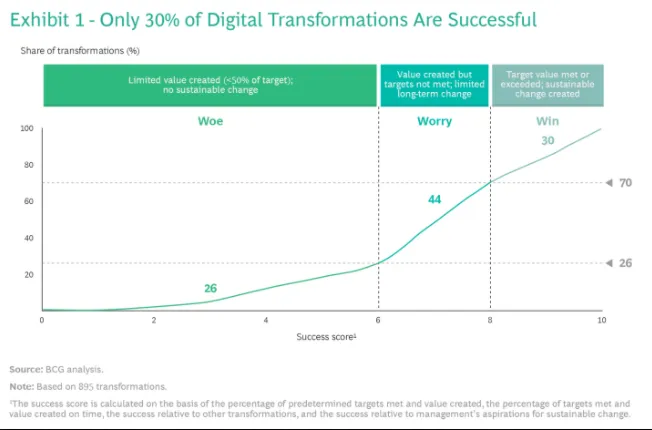 Exhibit 1 - Only 30% of Digital Transformations Are Successful
Share of transformations (%)
Limited value created (<50% of target);
no sustainable change
Value created but
targets not met; limited
long-term change
Target value met or
exceeded; sustainable
change created
Woe
Worry
Win
100
80
60
40
20
26
44
30
70
26
0
2
4
6
8
10
Success score¹
Source: BCG analysis.
Note: Based on 895 transformations.
¹The success score is calculated on the basis of the percentage of predetermined targets met and value created, the percentage of targets met and
value created on time, the success relative to other transformations, and the success relative to management's aspirations for sustainable change.